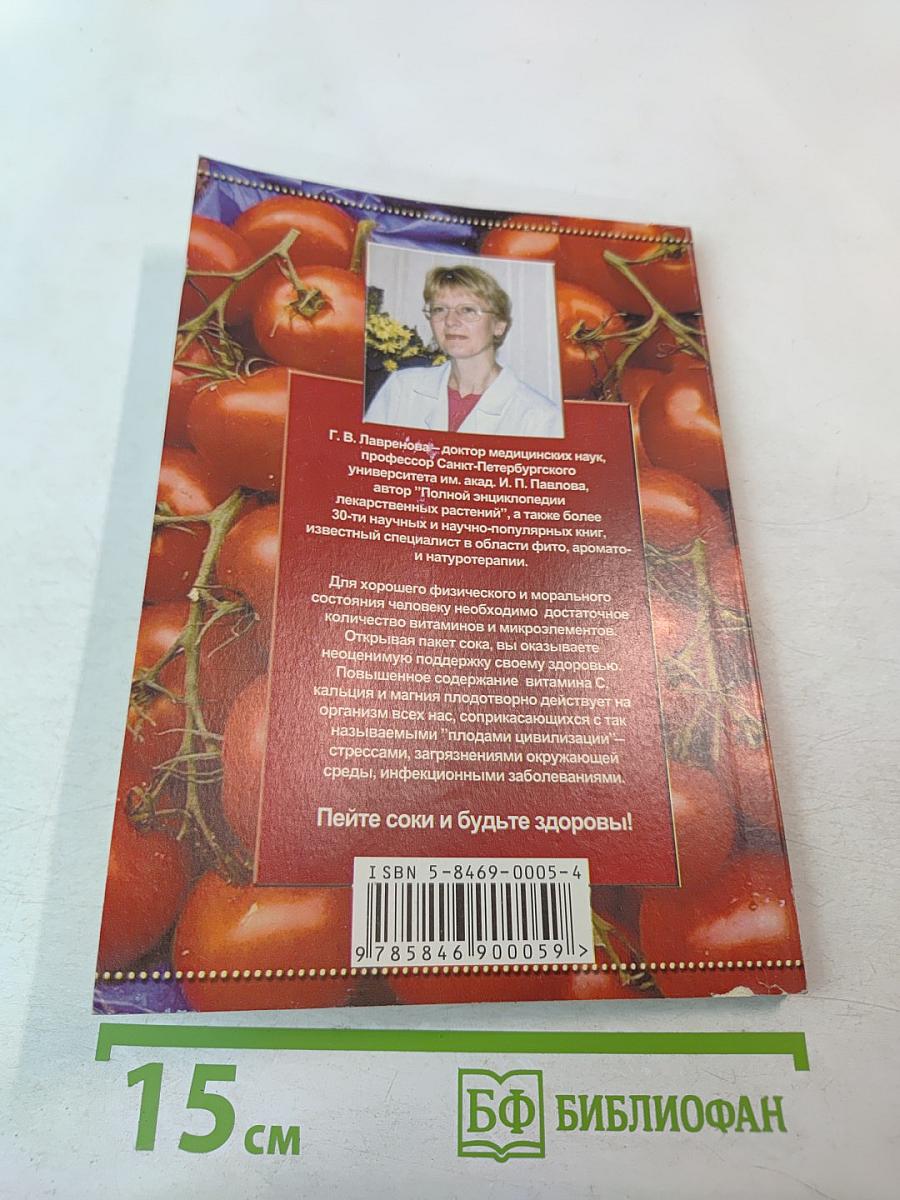 Г. В. Лавренова – доктор медицинских наук,
профессор Санкт-Петербургского
университета им. акад. И. П. Павлова,
автор "Полной энциклопедии
лекарственных растений", а также более
30-ти научных и научно-популярных книг,
известный специалист в области фито, аромато-
и натуротерапии.
Для хорошего физического и морального
состояния человеку необходимо достаточное
количество витаминов и микроэлементов.
Открывая пакет сока, вы оказываете
неоценимую поддержку своему здоровью.
Повышенное содержание витамина С,
кальция и магния плодотворно действует на
организм всех нас, соприкасающихся с так
называемыми "плодами цивилизации"–
стрессами, загрязнениями окружающей
среды, инфекционными заболеваниями.
Пейте соки и будьте здоровы!
ISBN 5-8469-0005-4
9 785846 900059 >
15 см
БФ БИБЛИОФАН